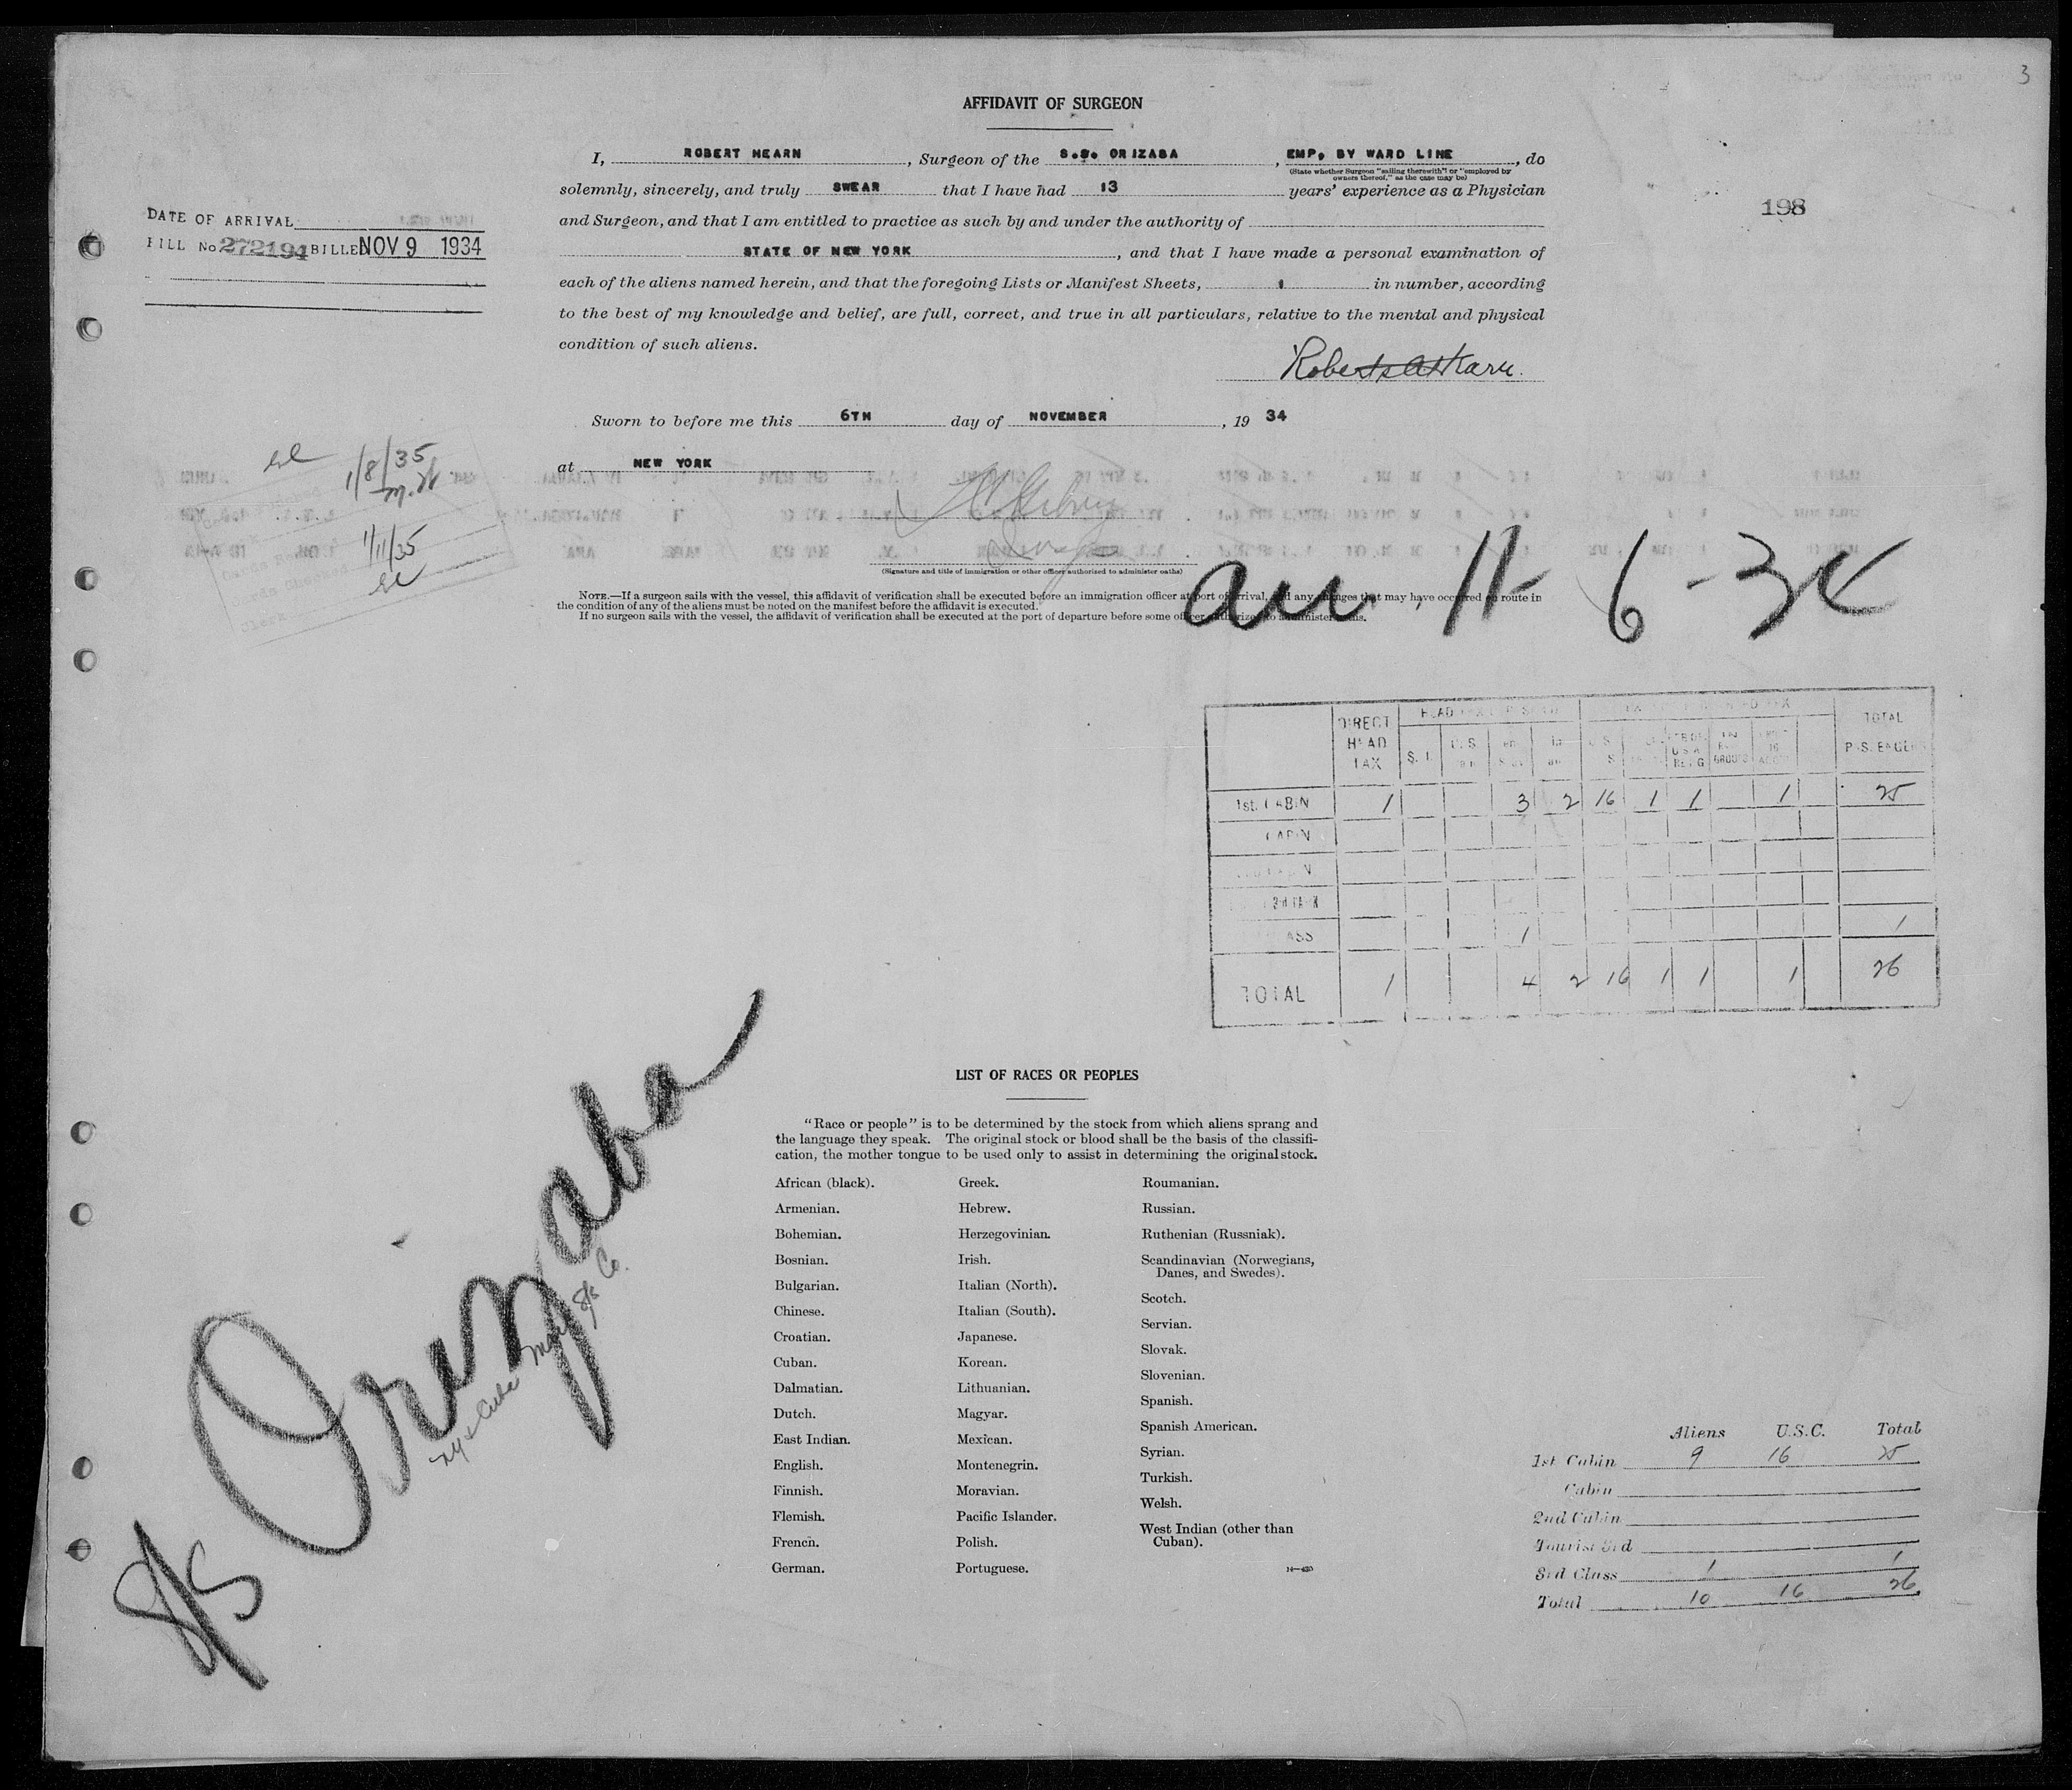 3
AFFIDAVIT OF SURGEON
I, ROBERT HEARN, Surgeon of the S.S. ORIZABA, EMP, BY WARD LINE, do
(State whether Surgeon "sailing therewith" or "employed by owners thereof," as the case may be)
solemnly, sincerely, and truly SWEAR that I have had 13 years' experience as a Physician
and Surgeon, and that I am entitled to practice as such by and under the authority of
STATE OF NEW YORK, and that I have made a personal examination of
each of the aliens named herein, and that the foregoing Lists or Manifest Sheets, 1 in number, according
to the best of my knowledge and belief, are full, correct, and true in all particulars, relative to the mental and physical
condition of such aliens.
198
DATE OF ARRIVAL
BILL No. 272194 BILLED NOV 9 1934
Sworn to before me this 6TH day of NOVEMBER, 19 34
at NEW YORK
1/8/35
1/11/35
(Signature and title of immigration or other officer authorized to administer oaths)
arr. 11-6-34
NOTE.—If a surgeon sails with the vessel, this affidavit of verification shall be executed before an immigration officer at port of arrival, and any changes that may have occurred en route in
the condition of any of the aliens must be noted on the manifest before the affidavit is executed.
If no surgeon sails with the vessel, the affidavit of verification shall be executed at the port of departure before some officer authorized to administer oaths.
DIRECT HEAD TAX
TOTAL PASSENGERS
1st. CABIN 1 3 2 16 1 1 1 25
CABIN
1 1
TOTAL 1 4 2 16 1 1 1 26
S/S Orizaba
NY & Cuba Mail S/S Co.
LIST OF RACES OR PEOPLES
"Race or people" is to be determined by the stock from which aliens sprang and
the language they speak. The original stock or blood shall be the basis of the classifi-
cation, the mother tongue to be used only to assist in determining the original stock.
African (black).
Armenian.
Bohemian.
Bosnian.
Bulgarian.
Chinese.
Croatian.
Cuban.
Dalmatian.
Dutch.
East Indian.
English.
Finnish.
Flemish.
French.
German.
Greek.
Hebrew.
Herzegovinian.
Irish.
Italian (North).
Italian (South).
Japanese.
Korean.
Lithuanian.
Magyar.
Mexican.
Montenegrin.
Moravian.
Pacific Islander.
Polish.
Portuguese.
Roumanian.
Russian.
Ruthenian (Russniak).
Scandinavian (Norwegians,
Danes, and Swedes).
Scotch.
Servian.
Slovak.
Slovenian.
Spanish.
Spanish American.
Syrian.
Turkish.
Welsh.
West Indian (other than
Cuban).
Aliens U.S.C. Total
1st Cabin 9 16 25
Cabin
2nd Cabin
Tourist 3rd
3rd Class 1 1
Total 10 16 26